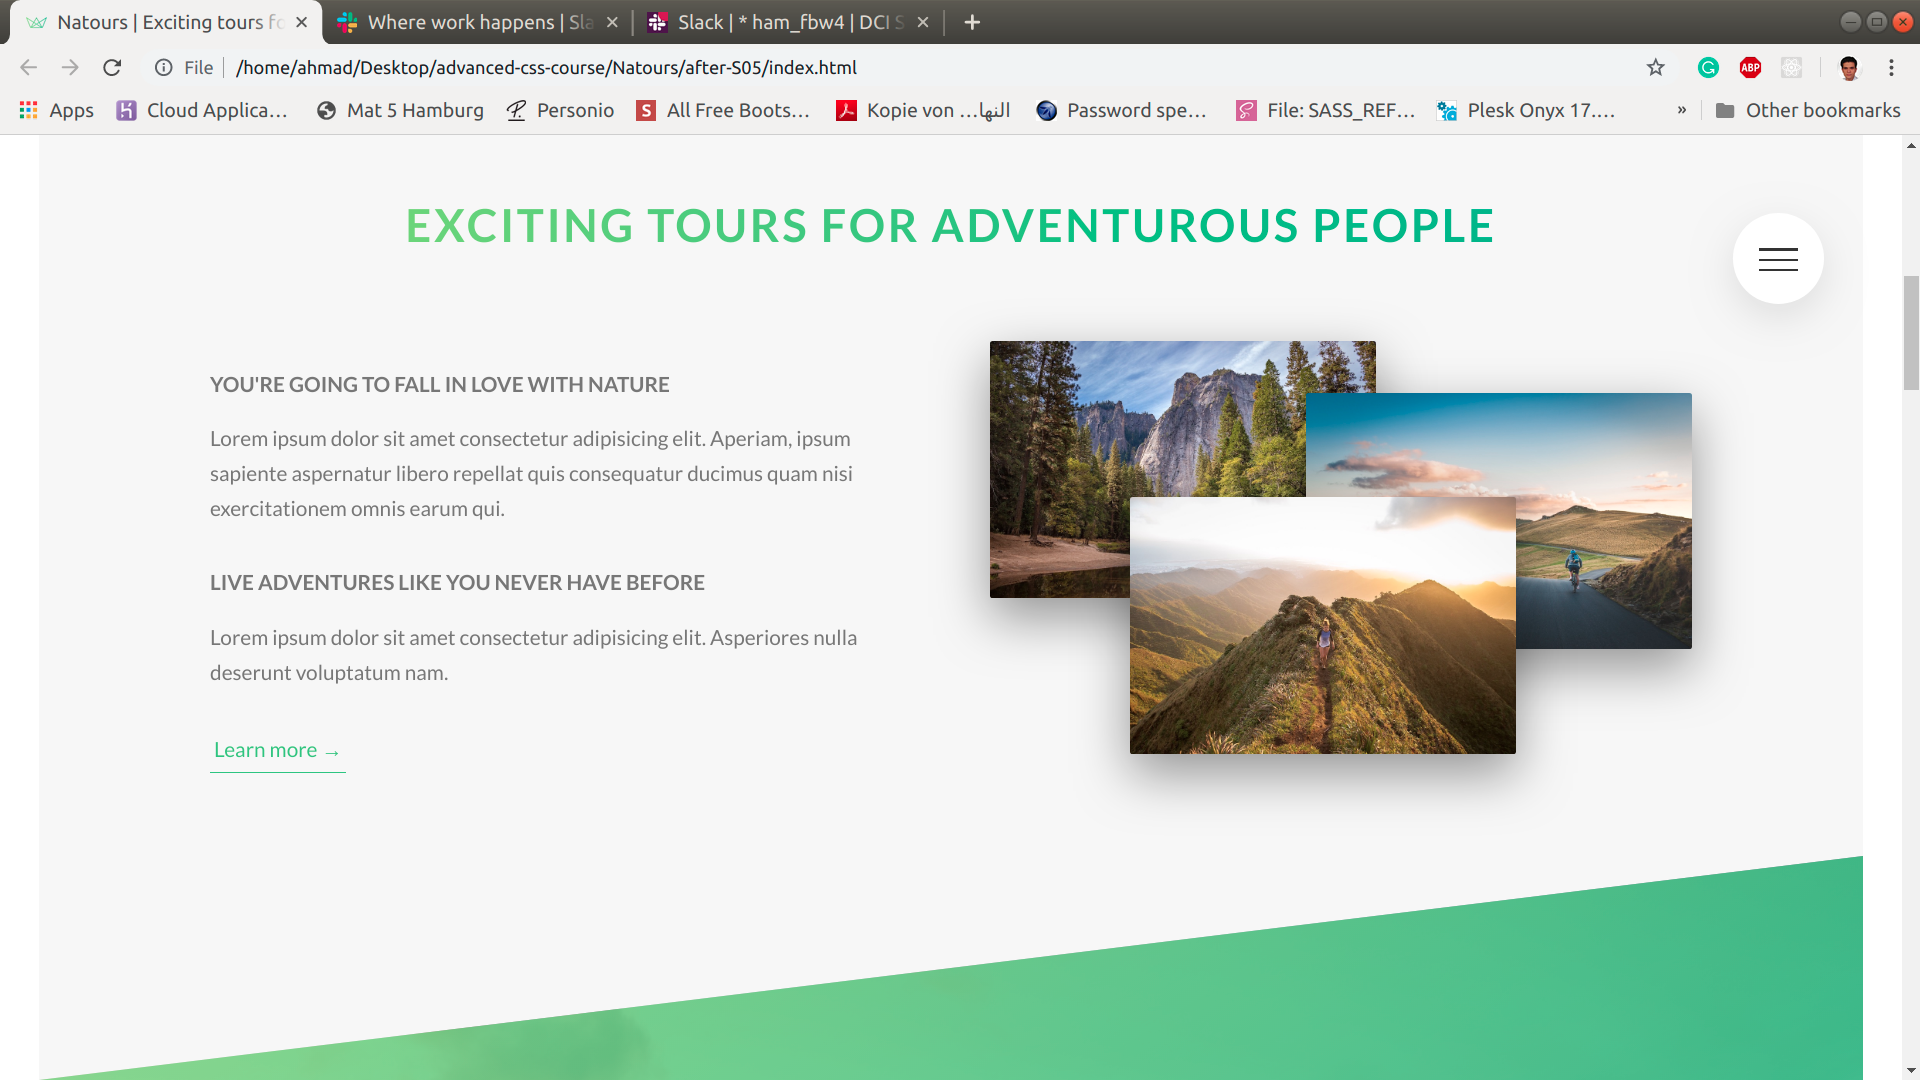 Natours | Exciting tours fo
Where work happens | Sla
Slack | * ham_fbw4 | DCI S
File
/home/ahmad/Desktop/advanced-css-course/Natours/after-S05/index.html
ABP
Apps
Cloud Applica...
Mat 5 Hamburg
Personio
All Free Boots...
Kopie von ...النها
Password spe...
File: SASS_REF...
Plesk Onyx 17....
»
Other bookmarks
EXCITING TOURS FOR ADVENTUROUS PEOPLE
YOU'RE GOING TO FALL IN LOVE WITH NATURE
Lorem ipsum dolor sit amet consectetur adipisicing elit. Aperiam, ipsum
sapiente aspernatur libero repellat quis consequatur ducimus quam nisi
exercitationem omnis earum qui.
LIVE ADVENTURES LIKE YOU NEVER HAVE BEFORE
Lorem ipsum dolor sit amet consectetur adipisicing elit. Asperiores nulla
deserunt voluptatum nam.
Learn more →